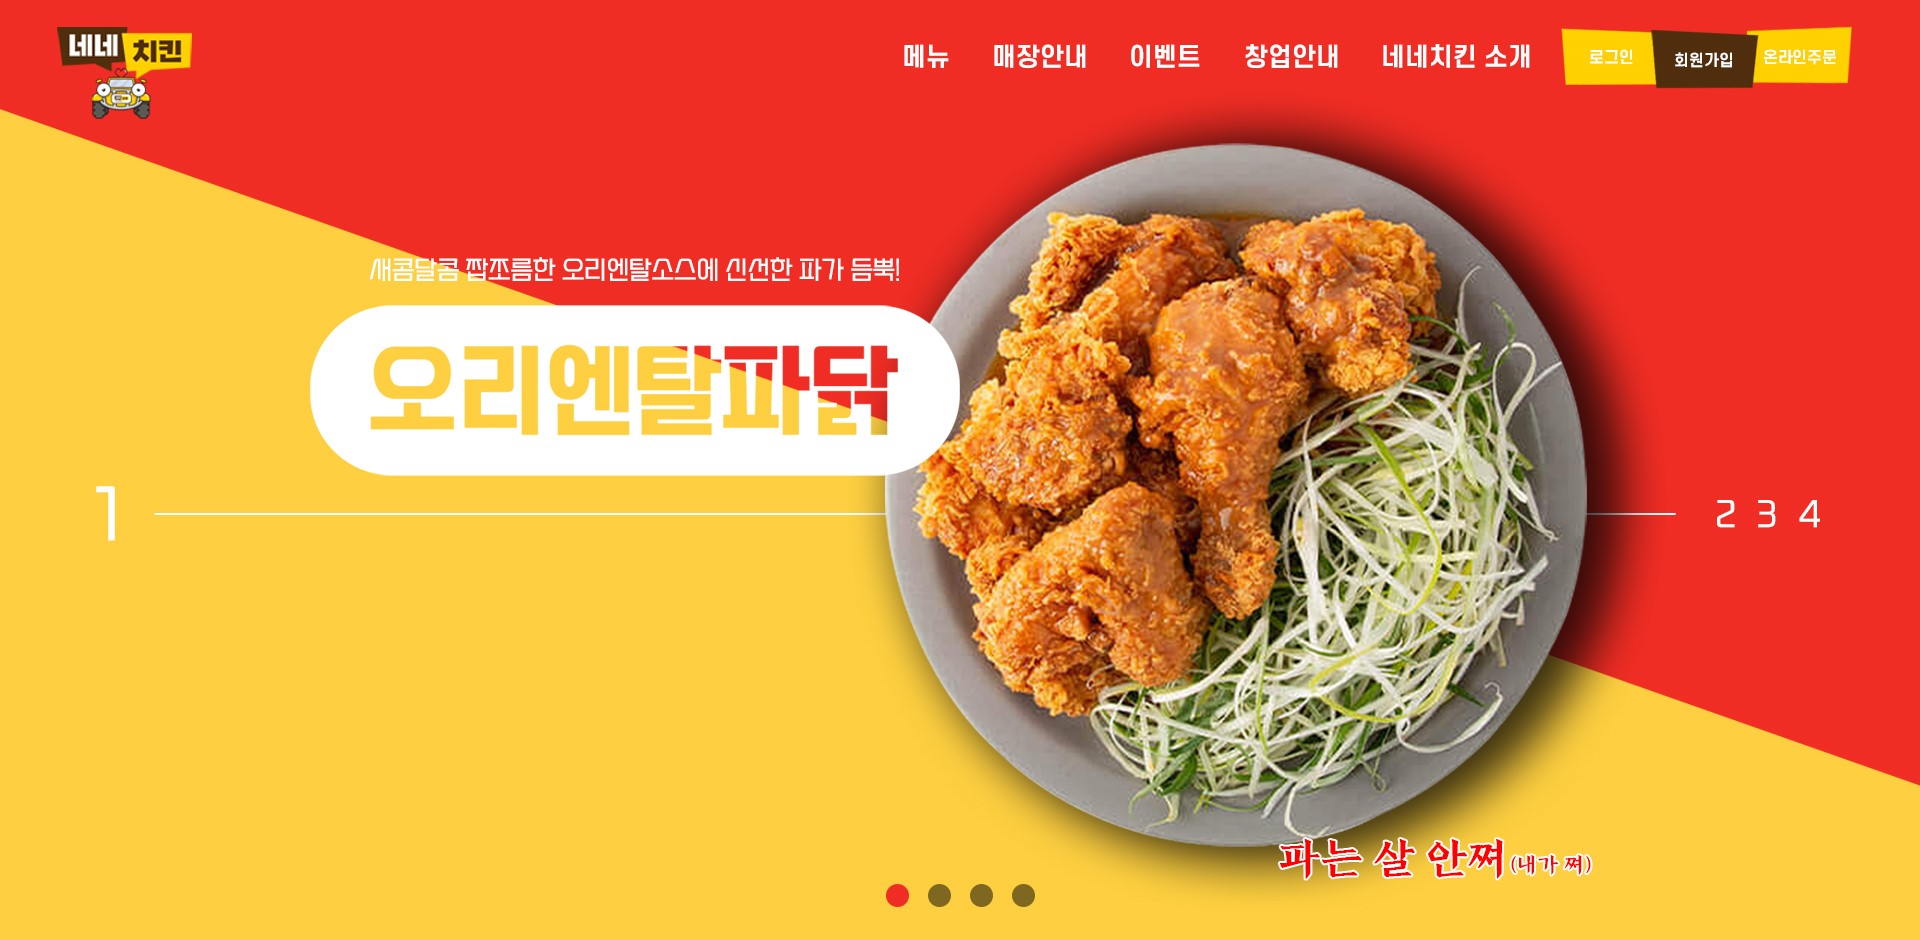 네네 치킨
메뉴 매장안내 이벤트 창업안내 네네치킨 소개 로그인 회원가입 온라인주문
새콤달콤 짭쪼름한 오리엔탈소스에 신선한 파가 듬뿍!
오리엔탈파닭
1 2 3 4
파는 살 안쪄(내가 쪄)